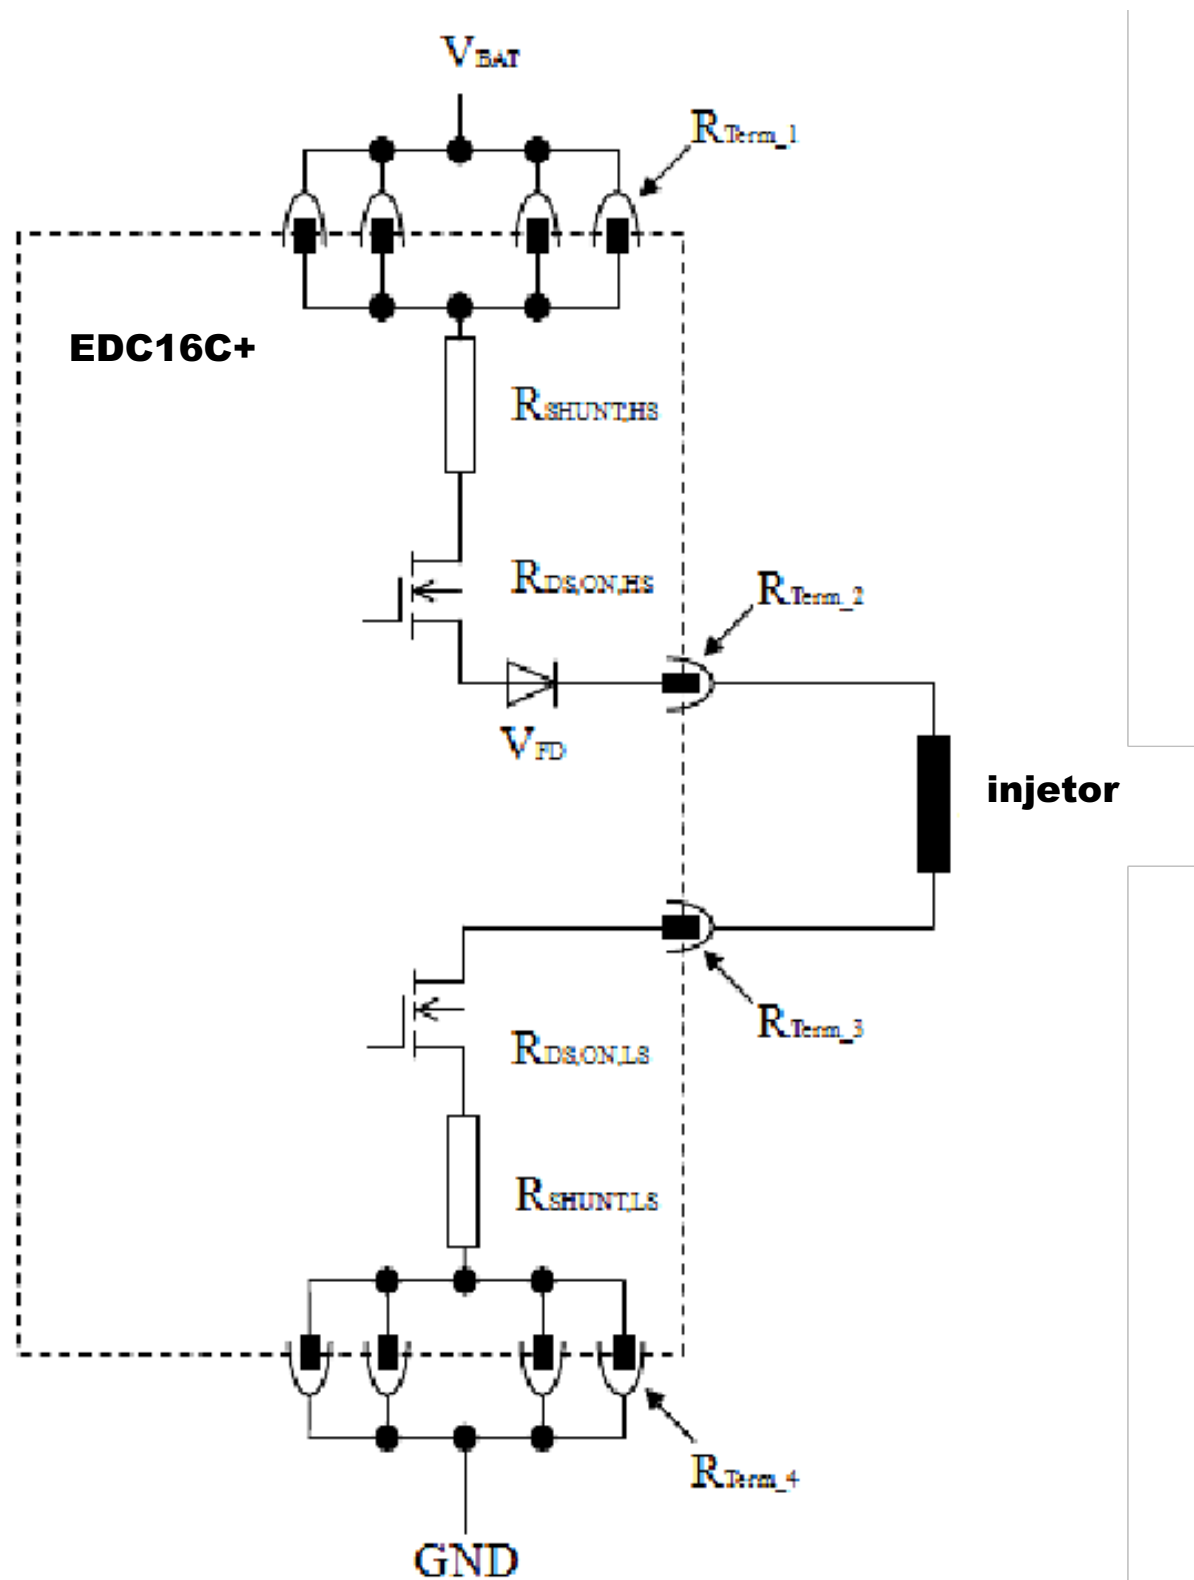 VBAT
RTerm_1
EDC16C+
RSHUNT,HS
RDS,ON,HS
RTerm_2
VFD
injetor
RTerm_3
RDS,ON,LS
RSHUNT,LS
RTerm_4
GND